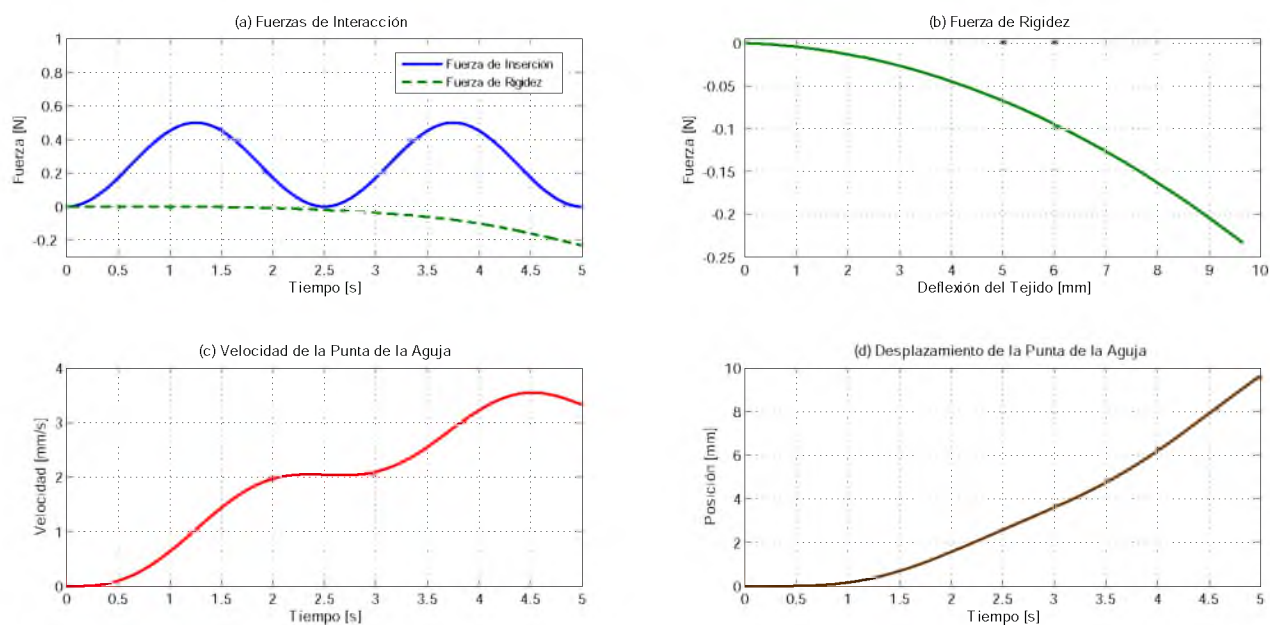 (a) Fuerzas de Interacción
1
0.8
0.6
0.4
0.2
0
-0.2
Fuerza [N]
Fuerza de Inserción
Fuerza de Rigidez
0 0.5 1 1.5 2 2.5 3 3.5 4 4.5 5
Tiempo [s]
(b) Fuerza de Rigidez
0
-0.05
-0.1
-0.15
-0.2
-0.25
Fuerza [N]
0 1 2 3 4 5 6 7 8 9 10
Deflexión del Tejido [mm]
(c) Velocidad de la Punta de la Aguja
4
3
2
1
0
Velocidad [mm/s]
0 0.5 1 1.5 2 2.5 3 3.5 4 4.5 5
Tiempo [s]
(d) Desplazamiento de la Punta de la Aguja
10
8
6
4
2
0
Posición [mm]
0 0.5 1 1.5 2 2.5 3 3.5 4 4.5 5
Tiempo [s]